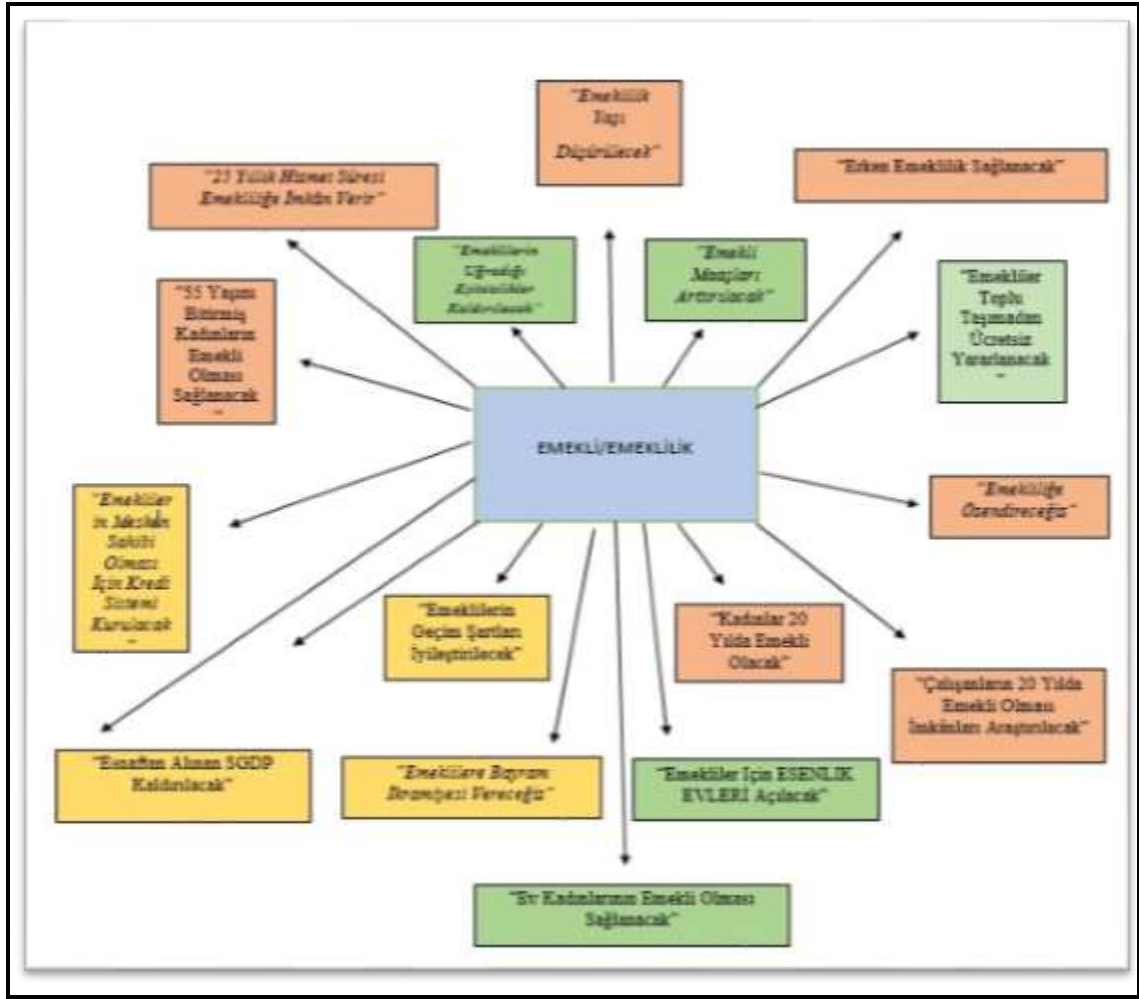 "Emeklilik
Yaşı
Düşürülecek"
"25 Yıllık Hizmet Süresi
Emekliliğe İmkân Verir"
"Erken Emeklilik Sağlanacak"
"Emeklilerin
Uğradığı
Eşitsizlikler
Kaldırılacak"
"Emekli
Maaşları
Arttırılacak"
"Emekliler
Toplu
Taşımadan
Ücretsiz
Yararlanacak
"
"55 Yaşını
Bitirmiş
Kadınların
Emekli
Olması
Sağlanacak
"
EMEKLİ/EMEKLİLİK
"Emekliliğe
Özendireceğiz"
"Emekliler
in Meskân
Sahibi
Olması
İçin Kredi
Sistemi
Kurulacak
"
"Emeklilerin
Geçim Şartları
İyileştirilecek"
"Kadınlar 20
Yılda Emekli
Olacak"
"Çalışanların 20 Yılda
Emekli Olması
İmkânları Araştırılacak"
"Esnaftan Alınan SGDP
Kaldırılacak"
"Emeklilere Bayram
İkramiyesi Vereceğiz"
"Emekliler İçin ESENLİK
EVLERİ Açılacak"
"Ev Kadınlarının Emekli Olması
Sağlanacak"